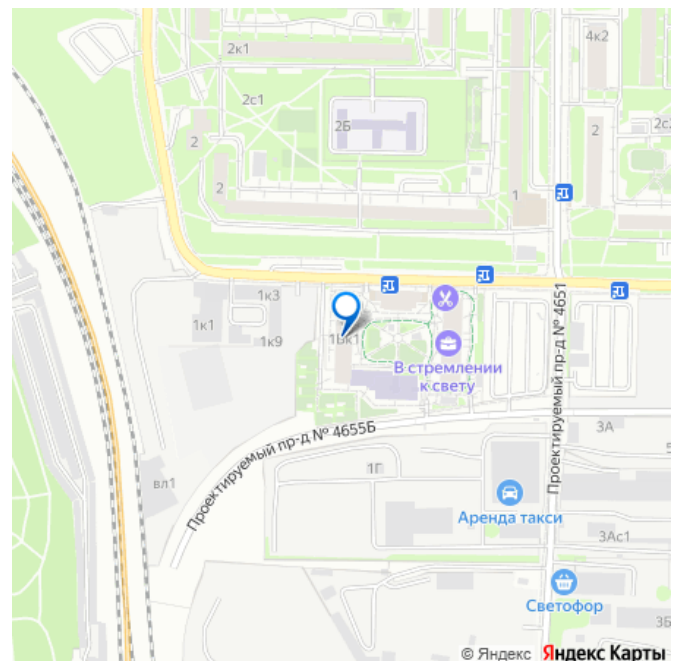 2к1
4к2
2с1
2Б
2
2
2с
2
1
1к3
1к1
1к9
1Вк1
В стремлении
к свету
Проектируемый пр-д № 4651
Проектируемый пр-д № 4655Б
3А
1Г
вл1
Аренда такси
3Ас1
Светофор
3Б
© Яндекс Яндекс Карты